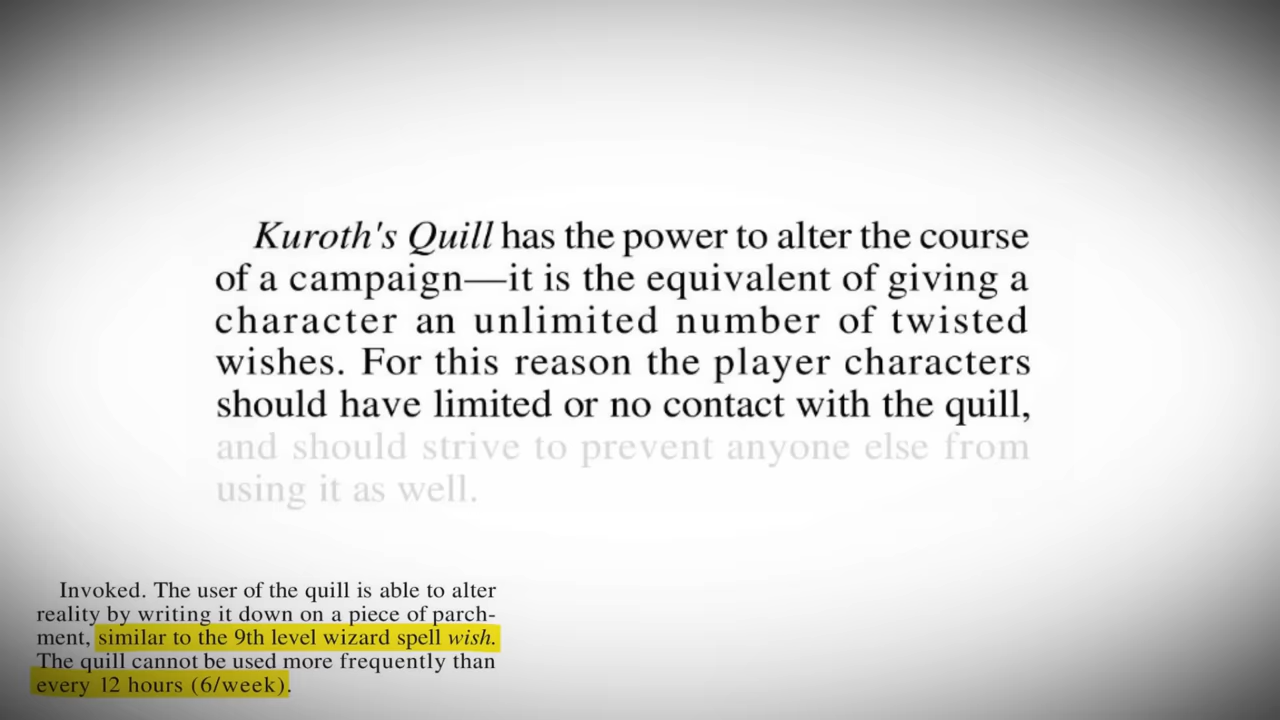 Kuroth's Quill has the power to alter the course
of a campaign—it is the equivalent of giving a
character an unlimited number of twisted
wishes. For this reason the player characters
should have limited or no contact with the quill,
and should strive to prevent anyone else from
using it as well.
Invoked. The user of the quill is able to alter
reality by writing it down on a piece of parch-
ment, similar to the 9th level wizard spell wish.
The quill cannot be used more frequently than
every 12 hours (6/week).